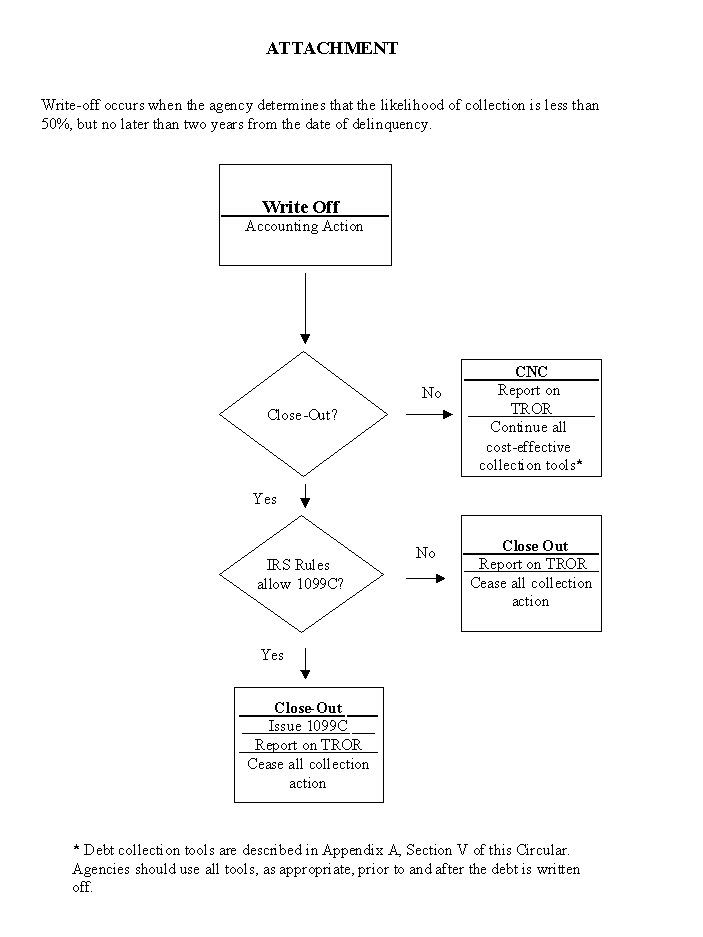 ATTACHMENT
Write-off occurs when the agency determines that the likelihood of collection is less than
50%, but no later than two years from the date of delinquency.
Write Off
Accounting Action
Close-Out?
No
CNC
Report on
TROR
Continue all
cost-effective
collection tools*
Yes
IRS Rules
allow 1099C?
No
Close Out
Report on TROR
Cease all collection
action
Yes
Close-Out
Issue 1099C
Report on TROR
Cease all collection
action
* Debt collection tools are described in Appendix A, Section V of this Circular.
Agencies should use all tools, as appropriate, prior to and after the debt is written
off.